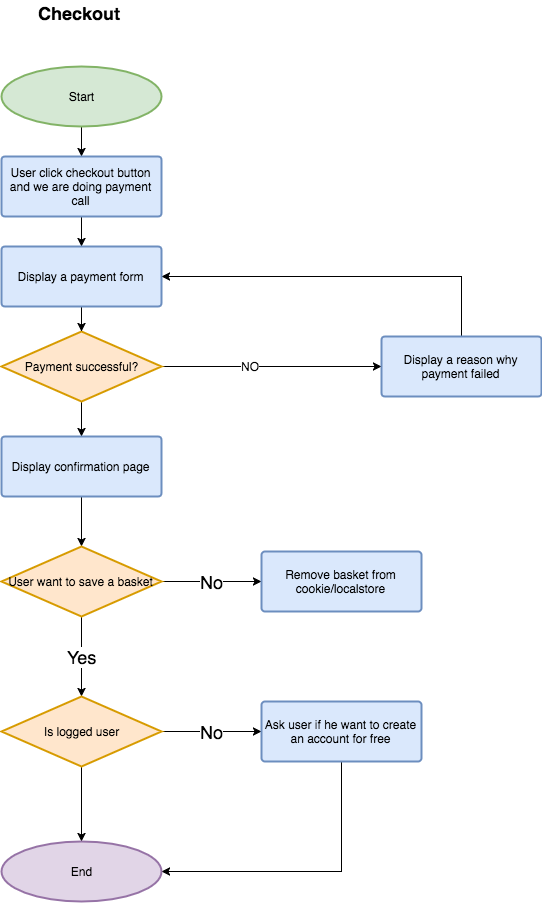 Checkout
Start
User click checkout button
and we are doing payment
call
Display a payment form
Payment successful?
NO
Display a reason why
payment failed
Display confirmation page
User want to save a basket
No
Remove basket from
cookie/localstore
Yes
Is logged user
No
Ask user if he want to create
an account for free
End